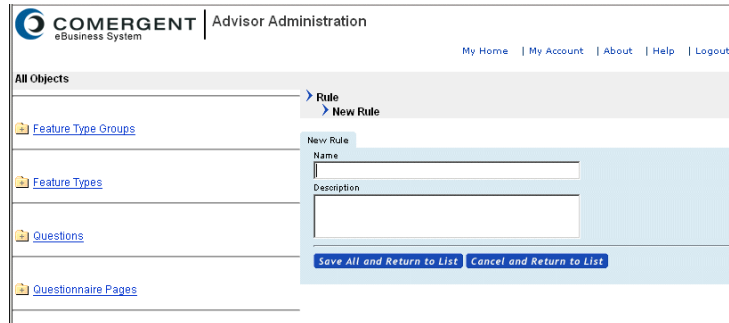 COMERGENT
eBusiness System
Advisor Administration
My Home | My Account | About | Help | Logout
All Objects
Rule
New Rule
Feature Type Groups
New Rule
Name
Feature Types
Description
Questions
Save All and Return to List Cancel and Return to List
Questionnaire Pages